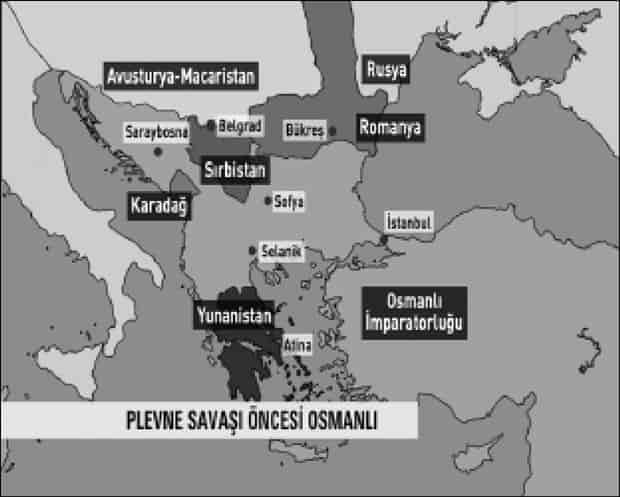 Avusturya-Macaristan
Rusya
Saraybosna
Belgrad
Bükreş
Romanya
Sırbistan
Karadağ
Sofya
İstanbul
Selanik
Yunanistan
Osmanlı
İmparatorluğu
Atina
PLEVNE SAVAŞI ÖNCESİ OSMANLI